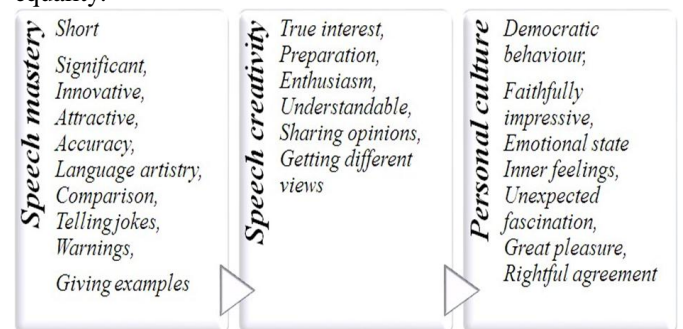 equality.
Speech mastery
Short
Significant,
Innovative,
Attractive,
Accuracy,
Language artistry,
Comparison,
Telling jokes,
Warnings,
Giving examples
Speech creativity
True interest,
Preparation,
Enthusiasm,
Understandable,
Sharing opinions,
Getting different
views
Personal culture
Democratic
behaviour,
Faithfully
impressive,
Emotional state
Inner feelings,
Unexpected
fascination,
Great pleasure,
Rightful agreement